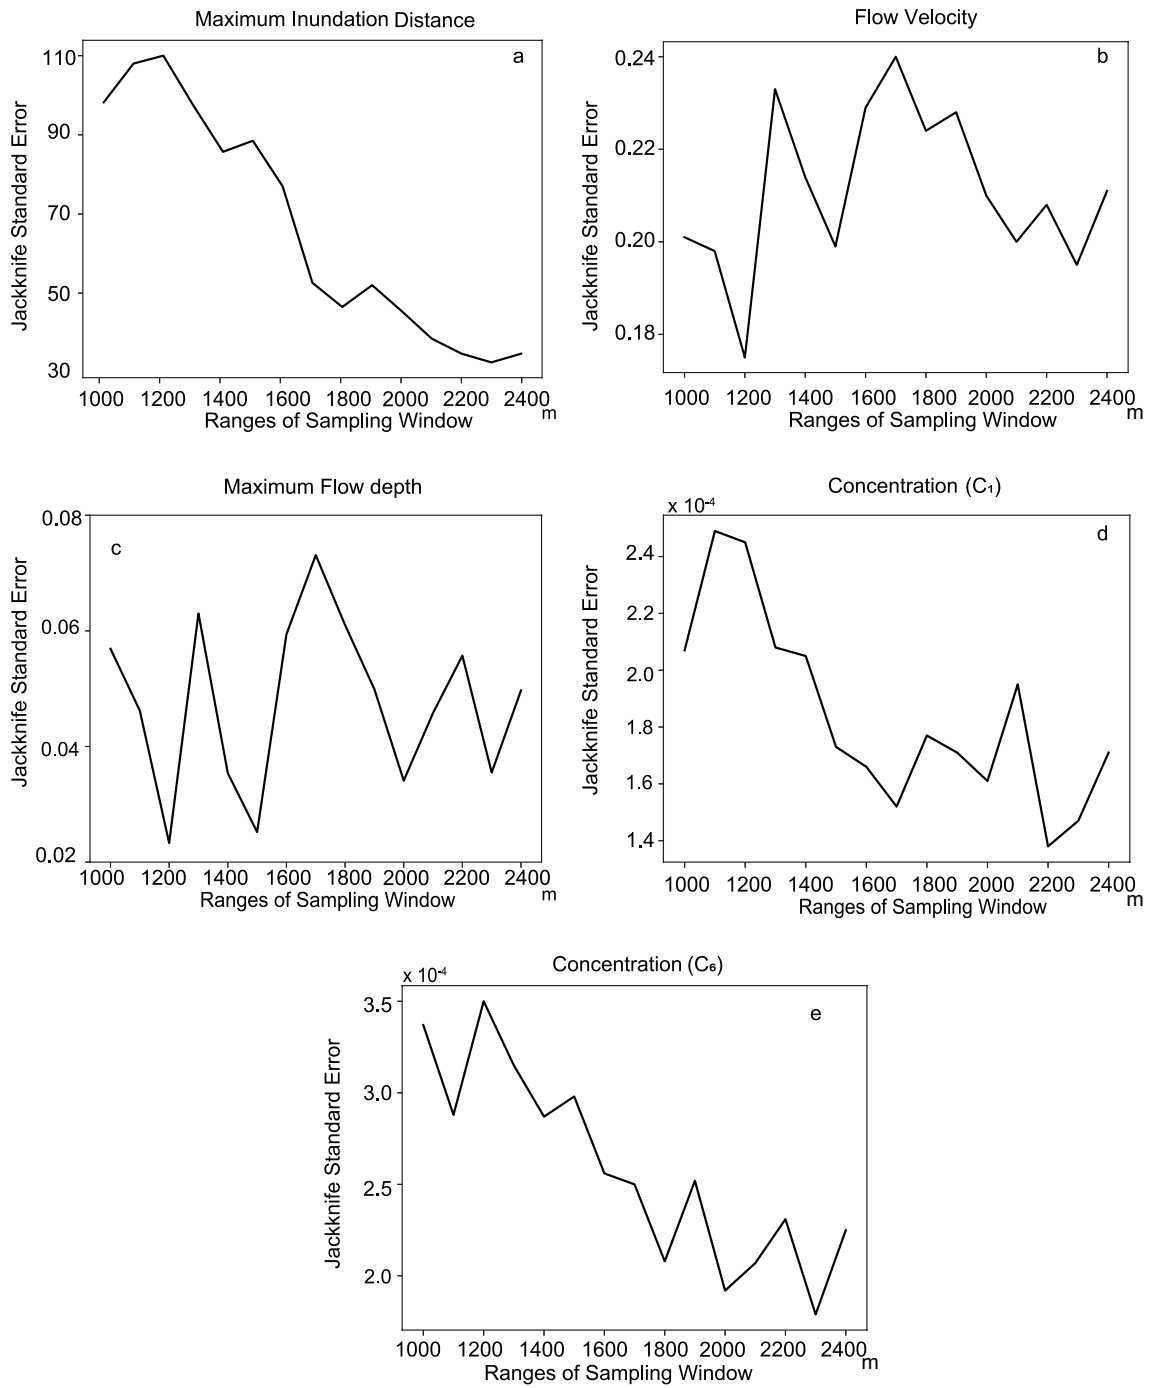 Maximum Inundation Distance
a
Jackknife Standard Error
110
90
70
50
30
1000 1200 1400 1600 1800 2000 2200 2400
m
Ranges of Sampling Window
Flow Velocity
b
Jackknife Standard Error
0.24
0.22
0.20
0.18
1000 1200 1400 1600 1800 2000 2200 2400
m
Ranges of Sampling Window
Maximum Flow depth
c
Jackknife Standard Error
0.08
0.06
0.04
0.02
1000 1200 1400 1600 1800 2000 2200 2400
m
Ranges of Sampling Window
Concentration (C₁)
x 10⁻⁴
d
Jackknife Standard Error
2.4
2.2
2.0
1.8
1.6
1.4
1000 1200 1400 1600 1800 2000 2200 2400
m
Ranges of Sampling Window
Concentration (C₆)
x 10⁻⁴
e
Jackknife Standard Error
3.5
3.0
2.5
2.0
1000 1200 1400 1600 1800 2000 2200 2400
m
Ranges of Sampling Window